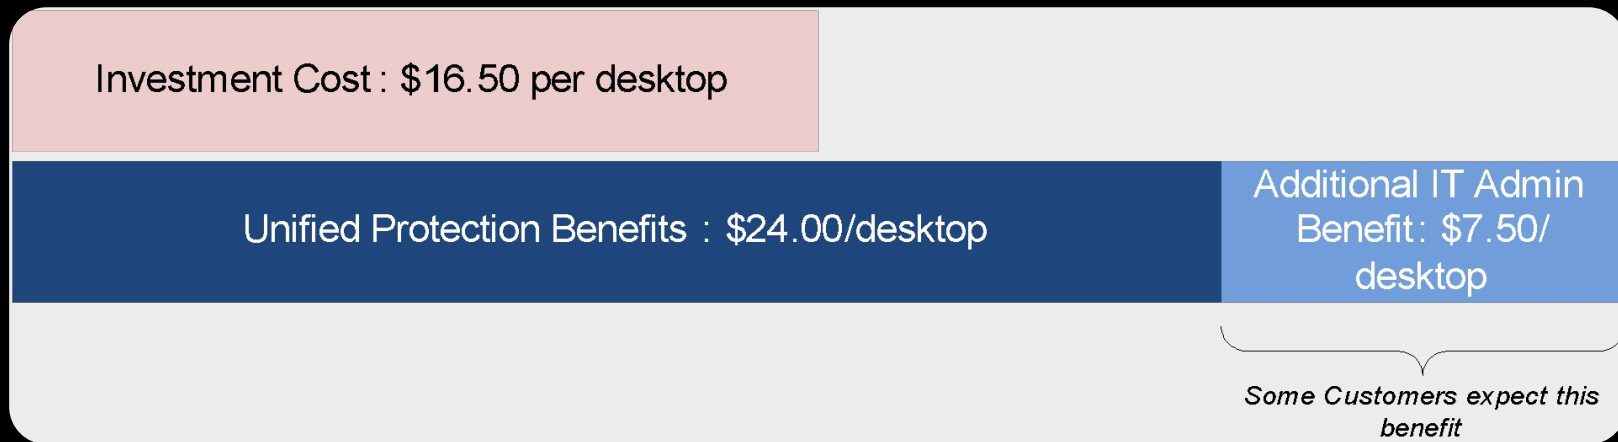 Investment Cost : $16.50 per desktop
Unified Protection Benefits : $24.00/desktop
Additional IT Admin
Benefit: $7.50/
desktop
Some Customers expect this
benefit